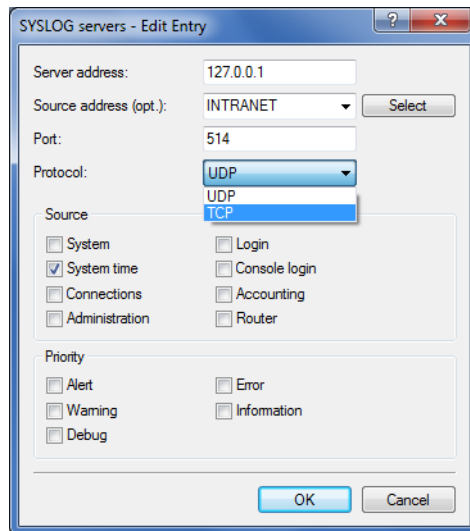 SYSLOG servers - Edit Entry
Server address: 127.0.0.1
Source address (opt.): INTRANET Select
Port: 514
Protocol: UDP
UDP
TCP
Source
System Login
System time Console login
Connections Accounting
Administration Router
Priority
Alert Error
Warning Information
Debug
OK Cancel